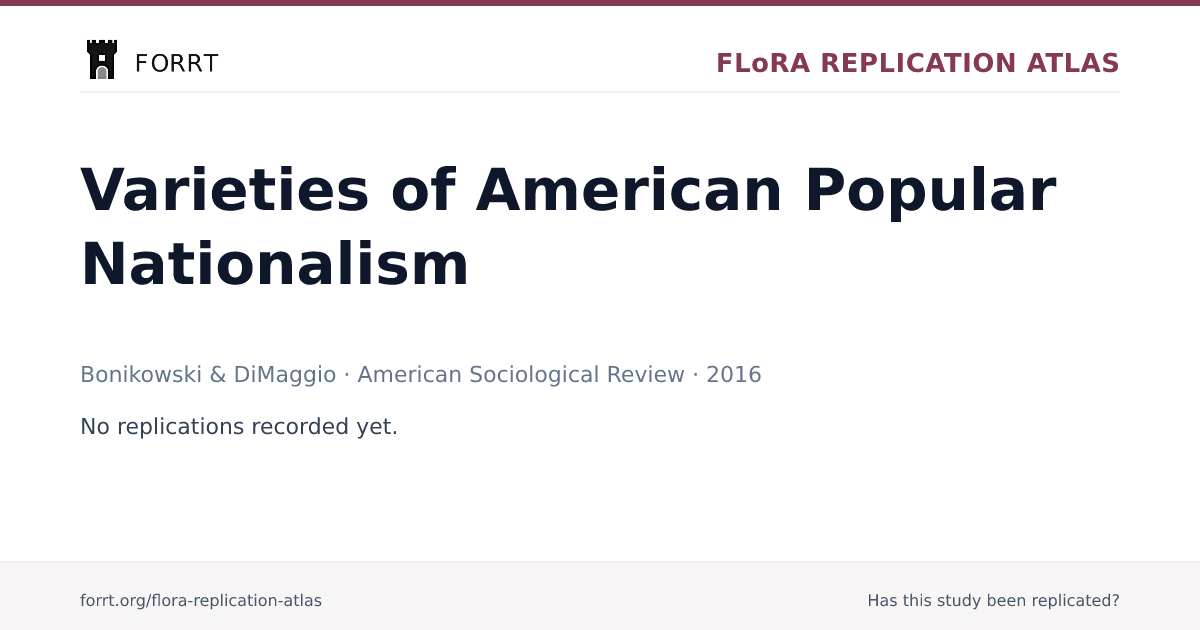 FORRT
FLoRA REPLICATION ATLAS
Varieties of American Popular
Nationalism
Bonikowski & DiMaggio · American Sociological Review · 2016
No replications recorded yet.
forrt.org/flora-replication-atlas
Has this study been replicated?